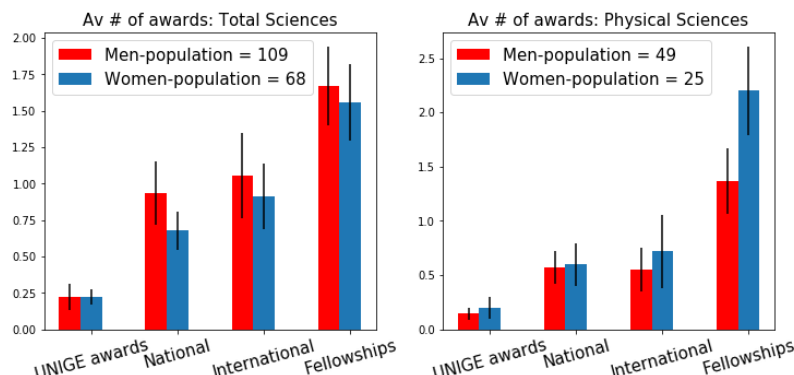 Av # of awards: Total Sciences
2.00
1.75
1.50
1.25
1.00
0.75
0.50
0.25
0.00
Men-population = 109
Women-population = 68
UNIGE awards
National
International
Fellowships
Av # of awards: Physical Sciences
2.5
2.0
1.5
1.0
0.5
0.0
Men-population = 49
Women-population = 25
UNIGE awards
National
International
Fellowships